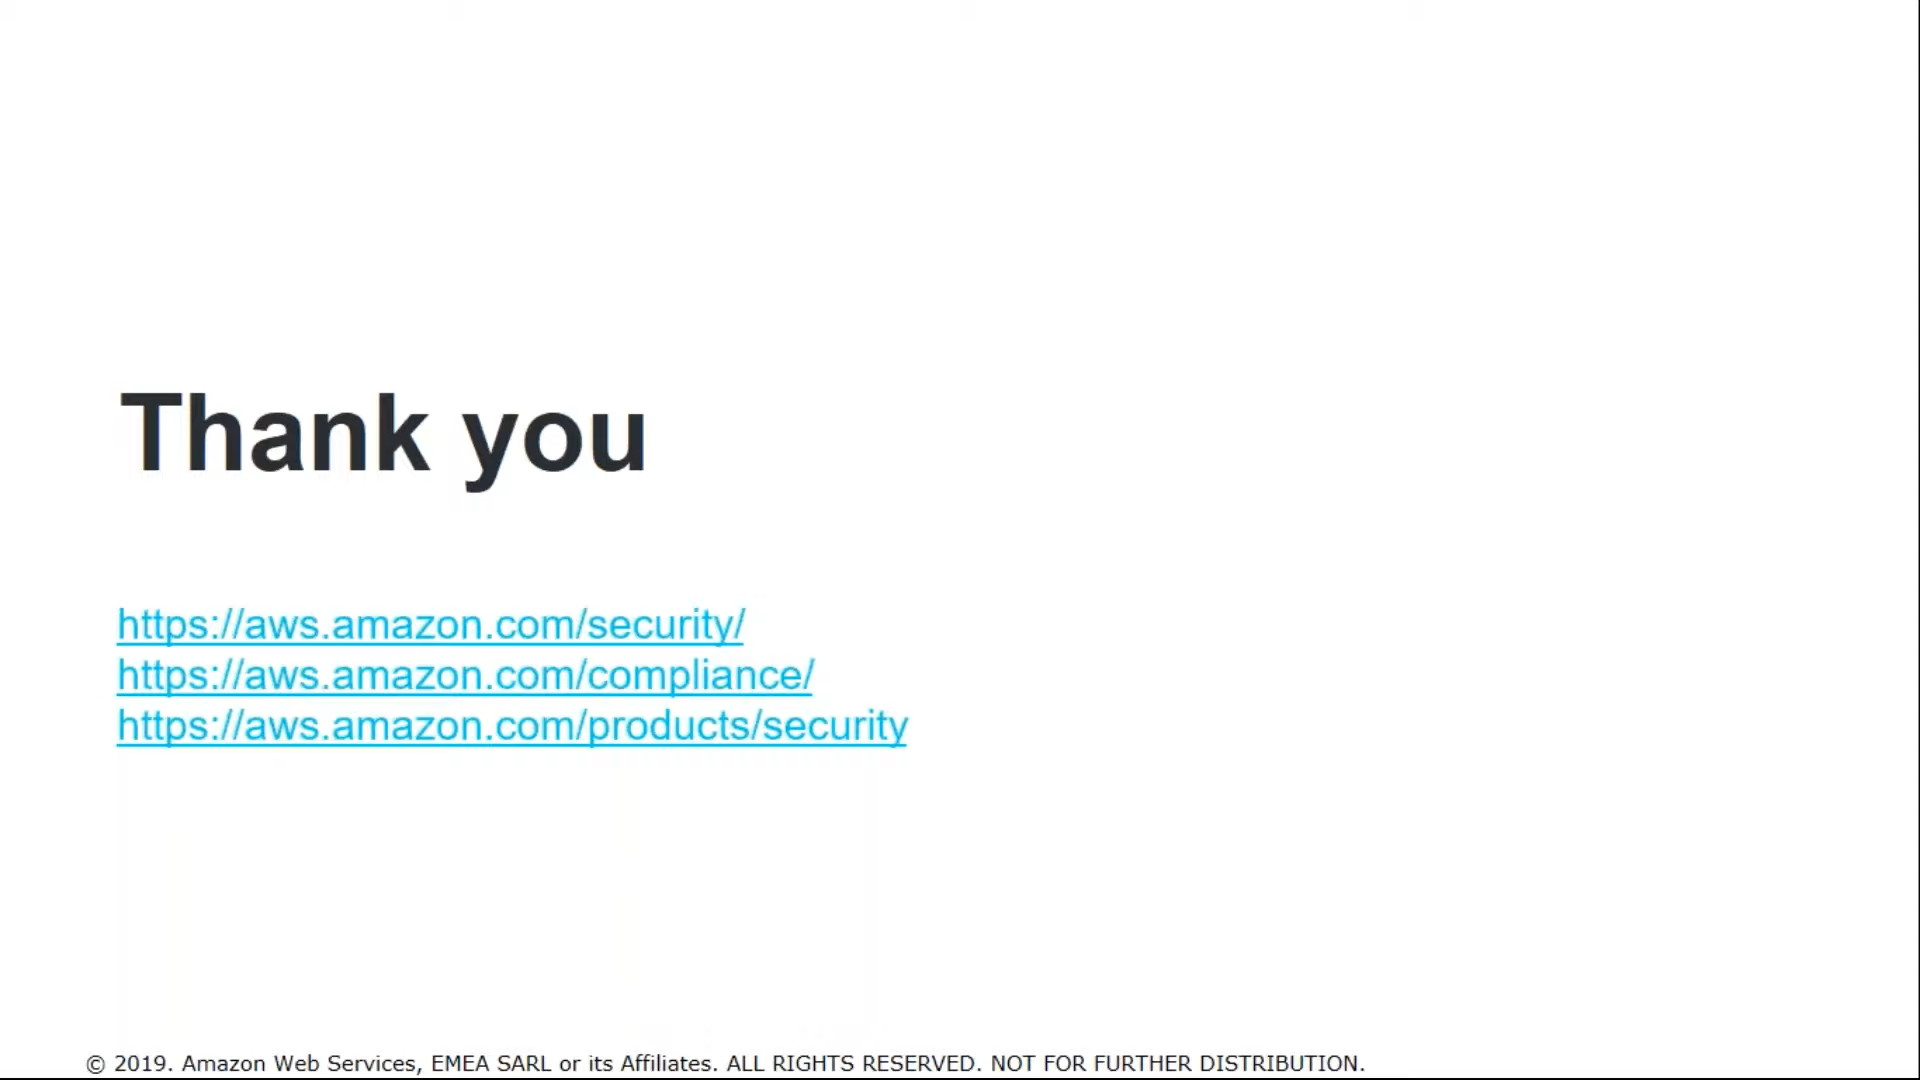 Thank you
https://aws.amazon.com/security/
https://aws.amazon.com/compliance/
https://aws.amazon.com/products/security
© 2019. Amazon Web Services, EMEA SARL or its Affiliates. ALL RIGHTS RESERVED. NOT FOR FURTHER DISTRIBUTION.